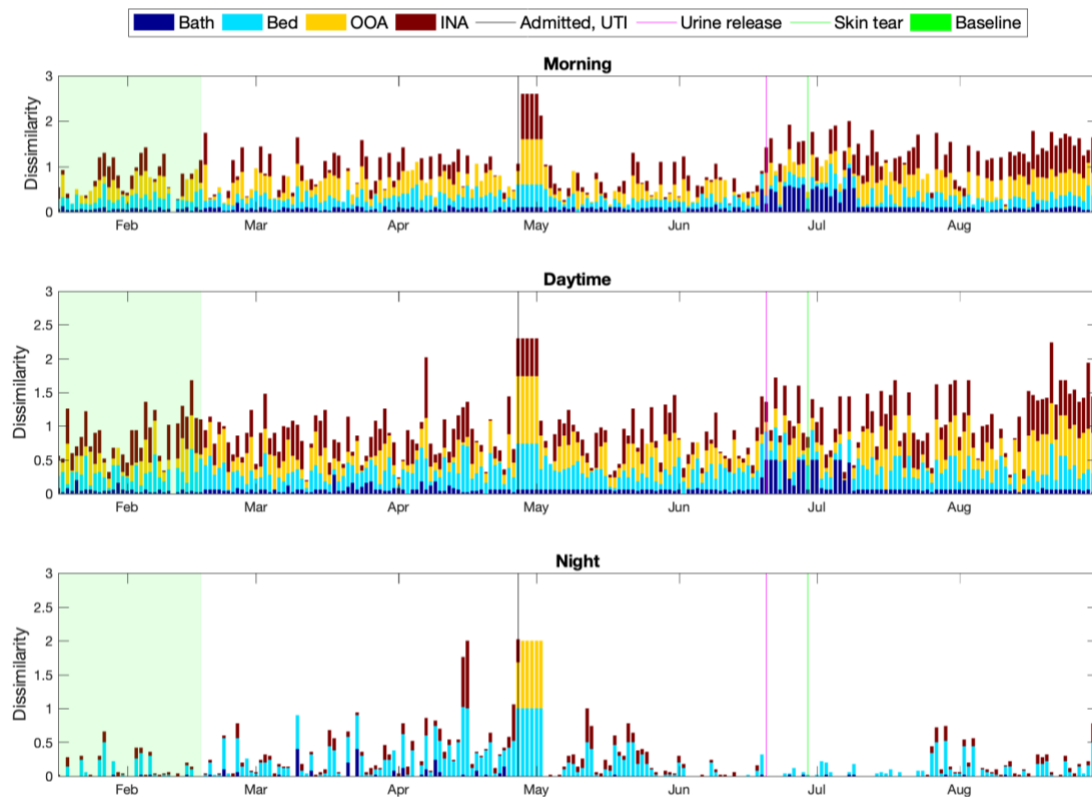 Bath Bed OOA INA Admitted, UTI Urine release Skin tear Baseline
Morning
3
2
1
0
Dissimilarity
Feb Mar Apr May Jun Jul Aug
Daytime
3
2.5
2
1.5
1
0.5
0
Dissimilarity
Feb Mar Apr May Jun Jul Aug
Night
3
2.5
2
1.5
1
0.5
0
Dissimilarity
Feb Mar Apr May Jun Jul Aug